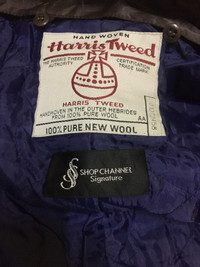 HAND WOVEN
Harris Tweed
THE HARRIS TWEED
AUTHORITY
CERTIFICATION
TRADE MARK
HARRIS TWEED
HANDWOVEN IN THE OUTER HEBRIDES
FROM 100% PURE WOOL
AA
100% PURE NEW WOOL
SHOP CHANNEL
Signature